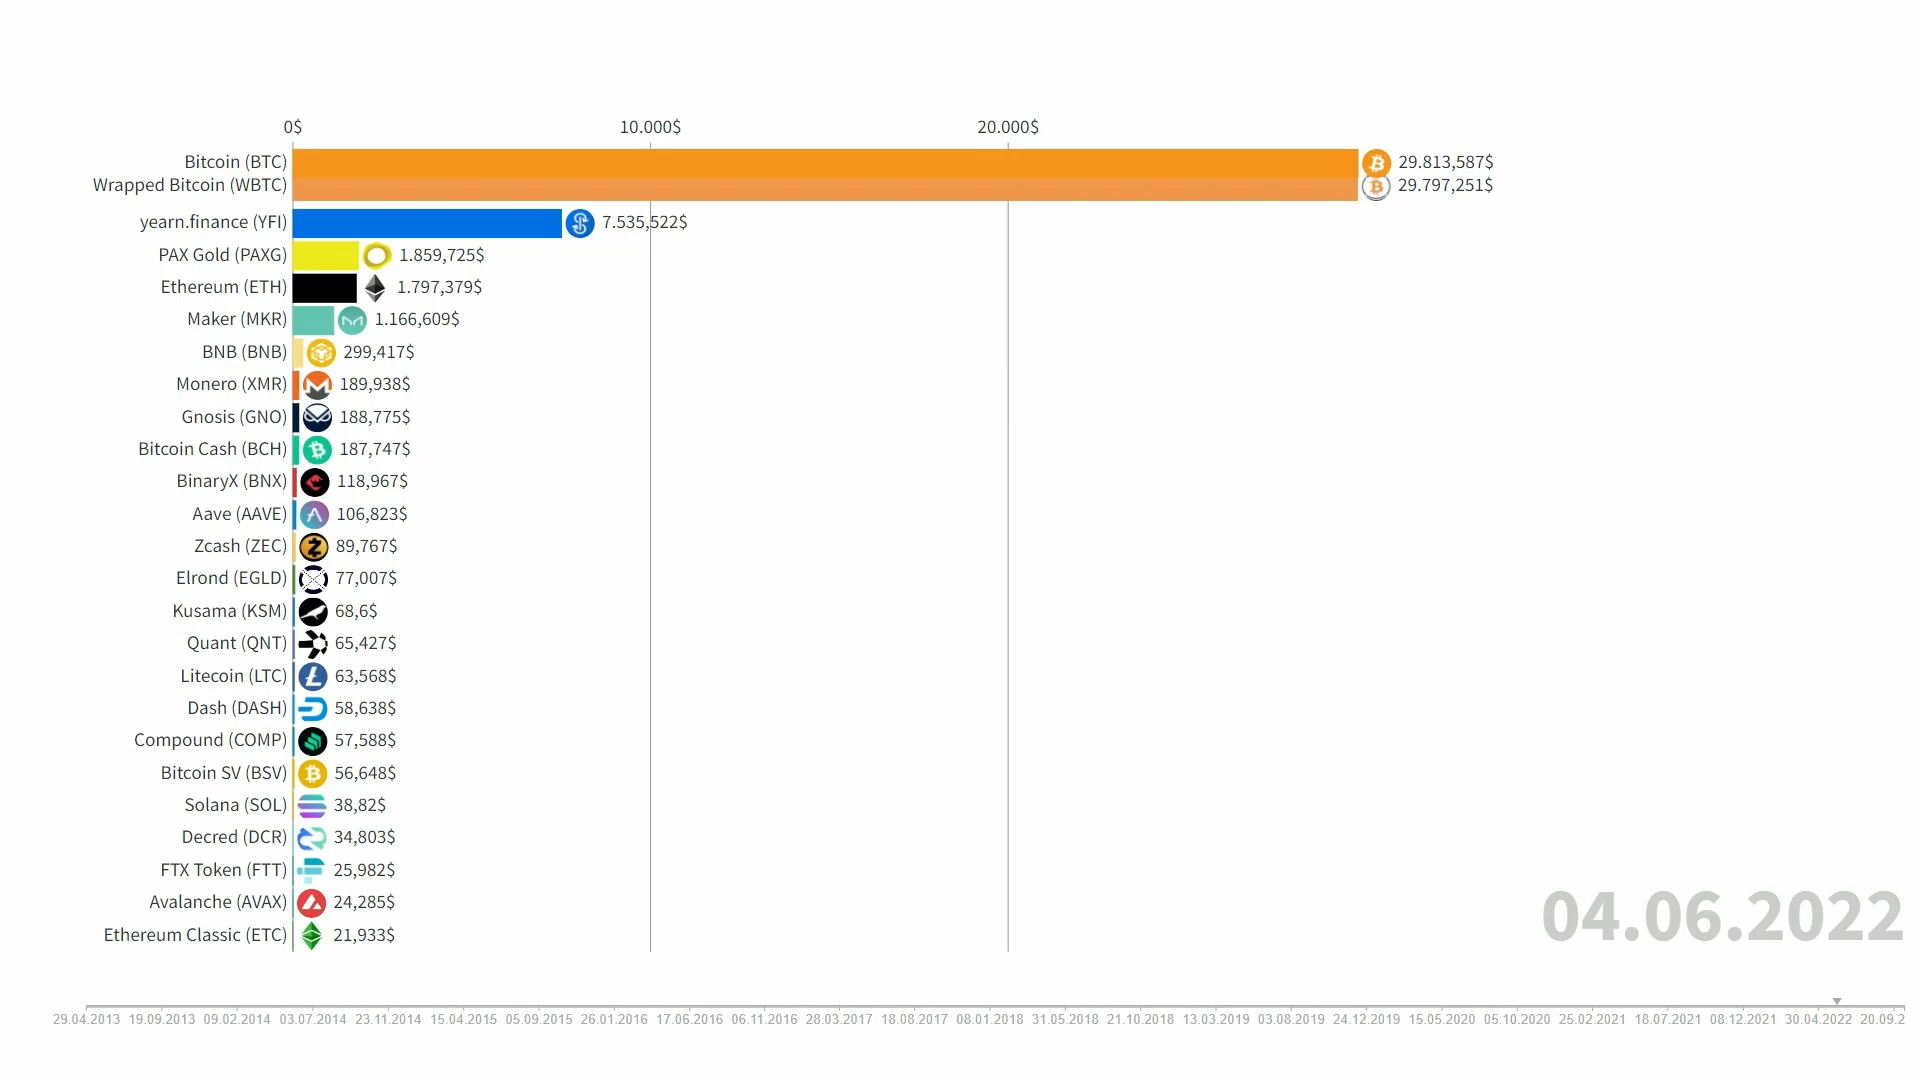 0$ 10.000$ 20.000$
Bitcoin (BTC) 29.813,587$
Wrapped Bitcoin (WBTC) 29.797,251$
yearn.finance (YFI) 7.535,522$
PAX Gold (PAXG) 1.859,725$
Ethereum (ETH) 1.797,379$
Maker (MKR) 1.166,609$
BNB (BNB) 299,417$
Monero (XMR) 189,938$
Gnosis (GNO) 188,775$
Bitcoin Cash (BCH) 187,747$
BinaryX (BNX) 118,967$
Aave (AAVE) 106,823$
Zcash (ZEC) 89,767$
Elrond (EGLD) 77,007$
Kusama (KSM) 68,6$
Quant (QNT) 65,427$
Litecoin (LTC) 63,568$
Dash (DASH) 58,638$
Compound (COMP) 57,588$
Bitcoin SV (BSV) 56,648$
Solana (SOL) 38,82$
Decred (DCR) 34,803$
FTX Token (FTT) 25,982$
Avalanche (AVAX) 24,285$
Ethereum Classic (ETC) 21,933$
04.06.2022
29.04.2013 19.09.2013 09.02.2014 03.07.2014 23.11.2014 15.04.2015 05.09.2015 26.01.2016 17.06.2016 06.11.2016 28.03.2017 18.08.2017 08.01.2018 31.05.2018 21.10.2018 13.03.2019 03.08.2019 24.12.2019 15.05.2020 05.10.2020 25.02.2021 18.07.2021 08.12.2021 30.04.2022 20.09.2